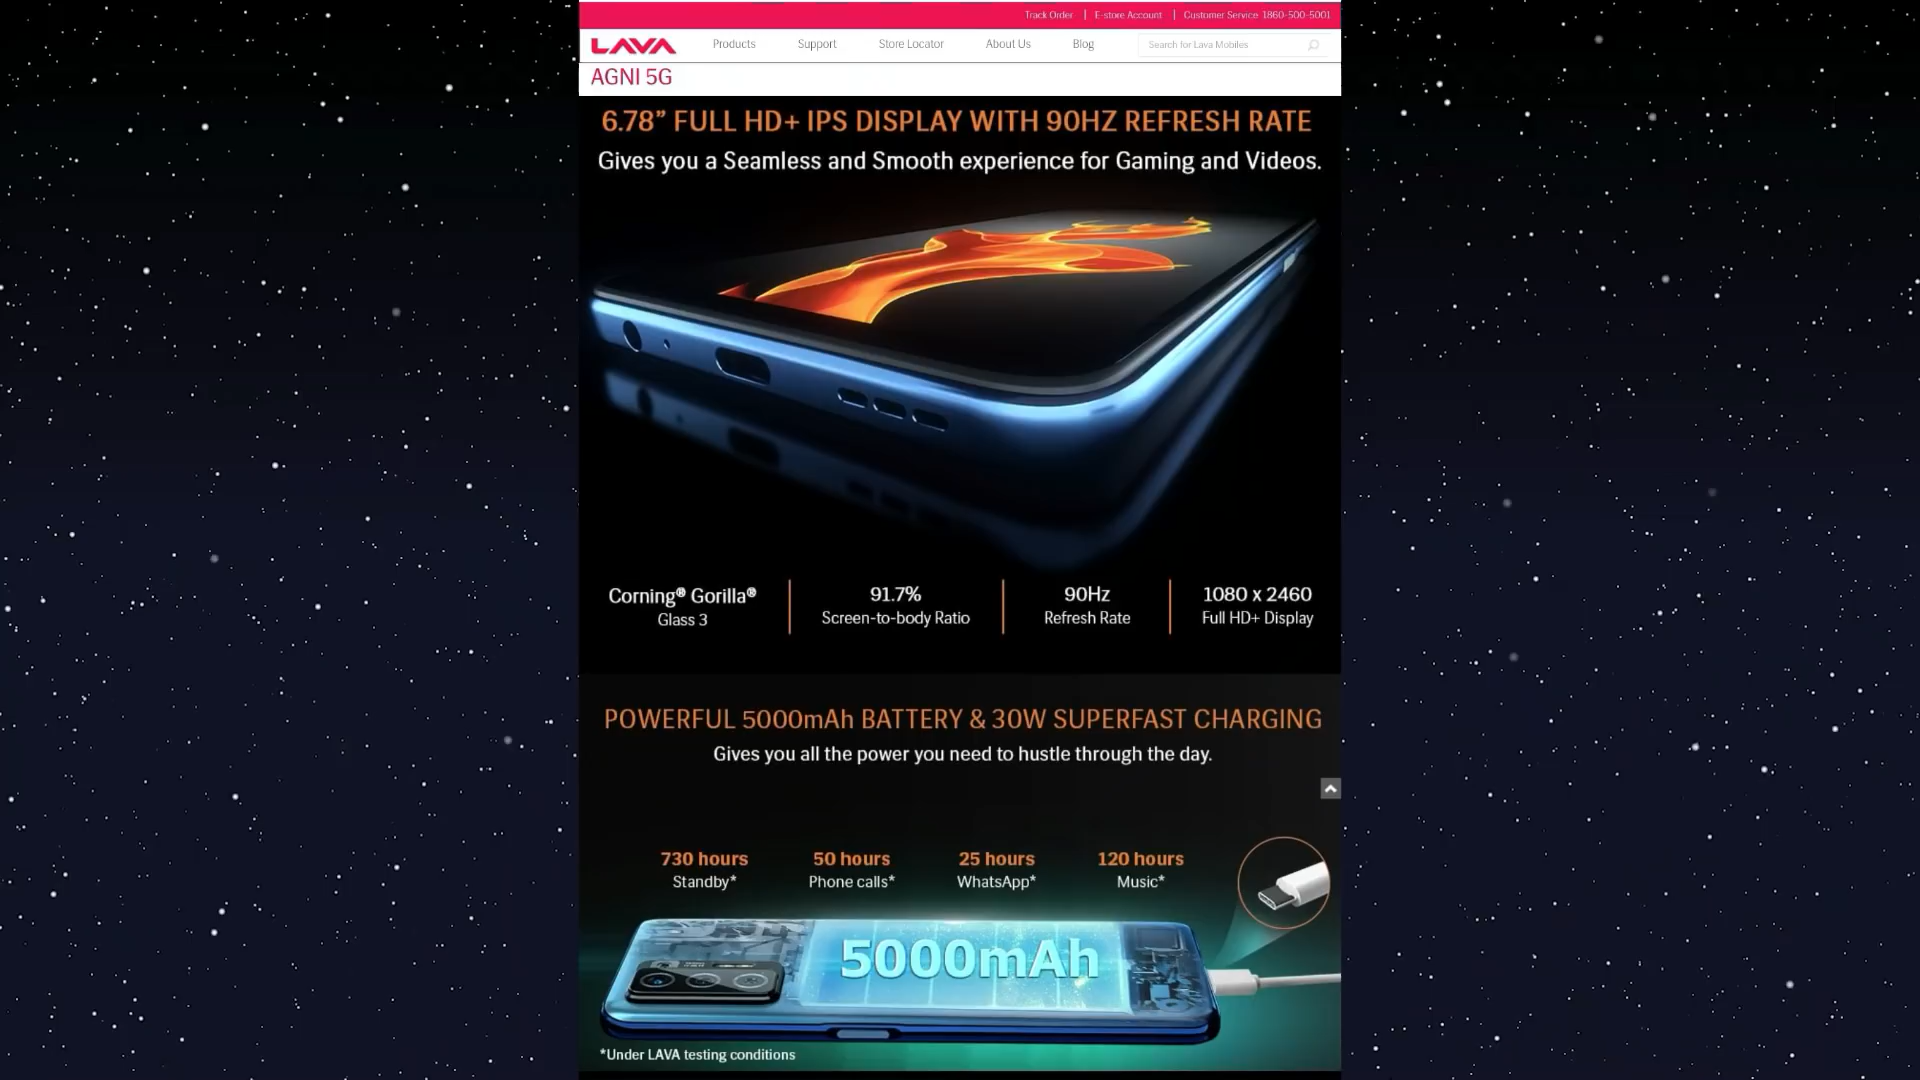 Track Order | E-store Account | Customer Service 1860-500-5001
LAVA Products Support Store Locator About Us Blog Search for Lava Mobiles
AGNI 5G
6.78” FULL HD+ IPS DISPLAY WITH 90HZ REFRESH RATE
Gives you a Seamless and Smooth experience for Gaming and Videos.
Corning® Gorilla® 91.7% 90Hz 1080 x 2460
Glass 3 Screen-to-body Ratio Refresh Rate Full HD+ Display
POWERFUL 5000mAh BATTERY & 30W SUPERFAST CHARGING
Gives you all the power you need to hustle through the day.
730 hours 50 hours 25 hours 120 hours
Standby* Phone calls* WhatsApp* Music*
5000mAh
*Under LAVA testing conditions